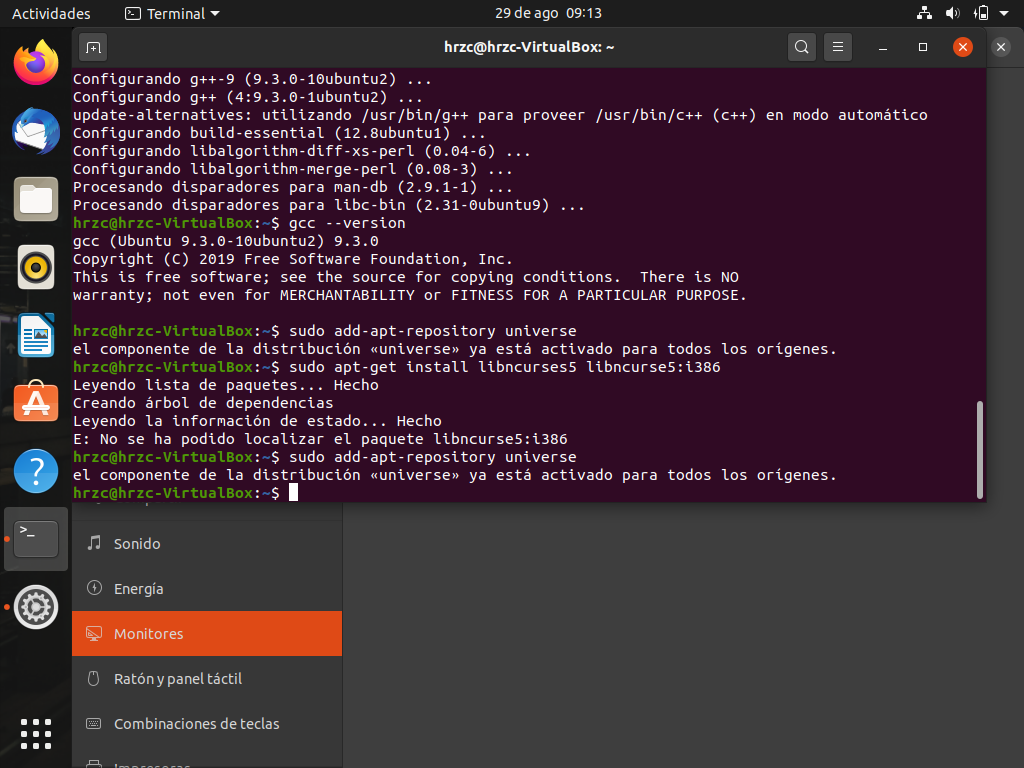 Actividades
Terminal
29 de ago 09:13
hrzc@hrzc-VirtualBox: ~
Configurando g++-9 (9.3.0-10ubuntu2) ...
Configurando g++ (4:9.3.0-1ubuntu2) ...
update-alternatives: utilizando /usr/bin/g++ para proveer /usr/bin/c++ (c++) en modo automático
Configurando build-essential (12.8ubuntu1) ...
Configurando libalgorithm-diff-xs-perl (0.04-6) ...
Configurando libalgorithm-merge-perl (0.08-3) ...
Procesando disparadores para man-db (2.9.1-1) ...
Procesando disparadores para libc-bin (2.31-0ubuntu9) ...
hrzc@hrzc-VirtualBox:~$ gcc --version
gcc (Ubuntu 9.3.0-10ubuntu2) 9.3.0
Copyright (C) 2019 Free Software Foundation, Inc.
This is free software; see the source for copying conditions.  There is NO
warranty; not even for MERCHANTABILITY or FITNESS FOR A PARTICULAR PURPOSE.
hrzc@hrzc-VirtualBox:~$ sudo add-apt-repository universe
el componente de la distribución «universe» ya está activado para todos los orígenes.
hrzc@hrzc-VirtualBox:~$ sudo apt-get install libncurses5 libncurse5:i386
Leyendo lista de paquetes... Hecho
Creando árbol de dependencias
Leyendo la información de estado... Hecho
E: No se ha podido localizar el paquete libncurse5:i386
hrzc@hrzc-VirtualBox:~$ sudo add-apt-repository universe
el componente de la distribución «universe» ya está activado para todos los orígenes.
hrzc@hrzc-VirtualBox:~$
Sonido
Energía
Monitores
Ratón y panel táctil
Combinaciones de teclas
Impresoras